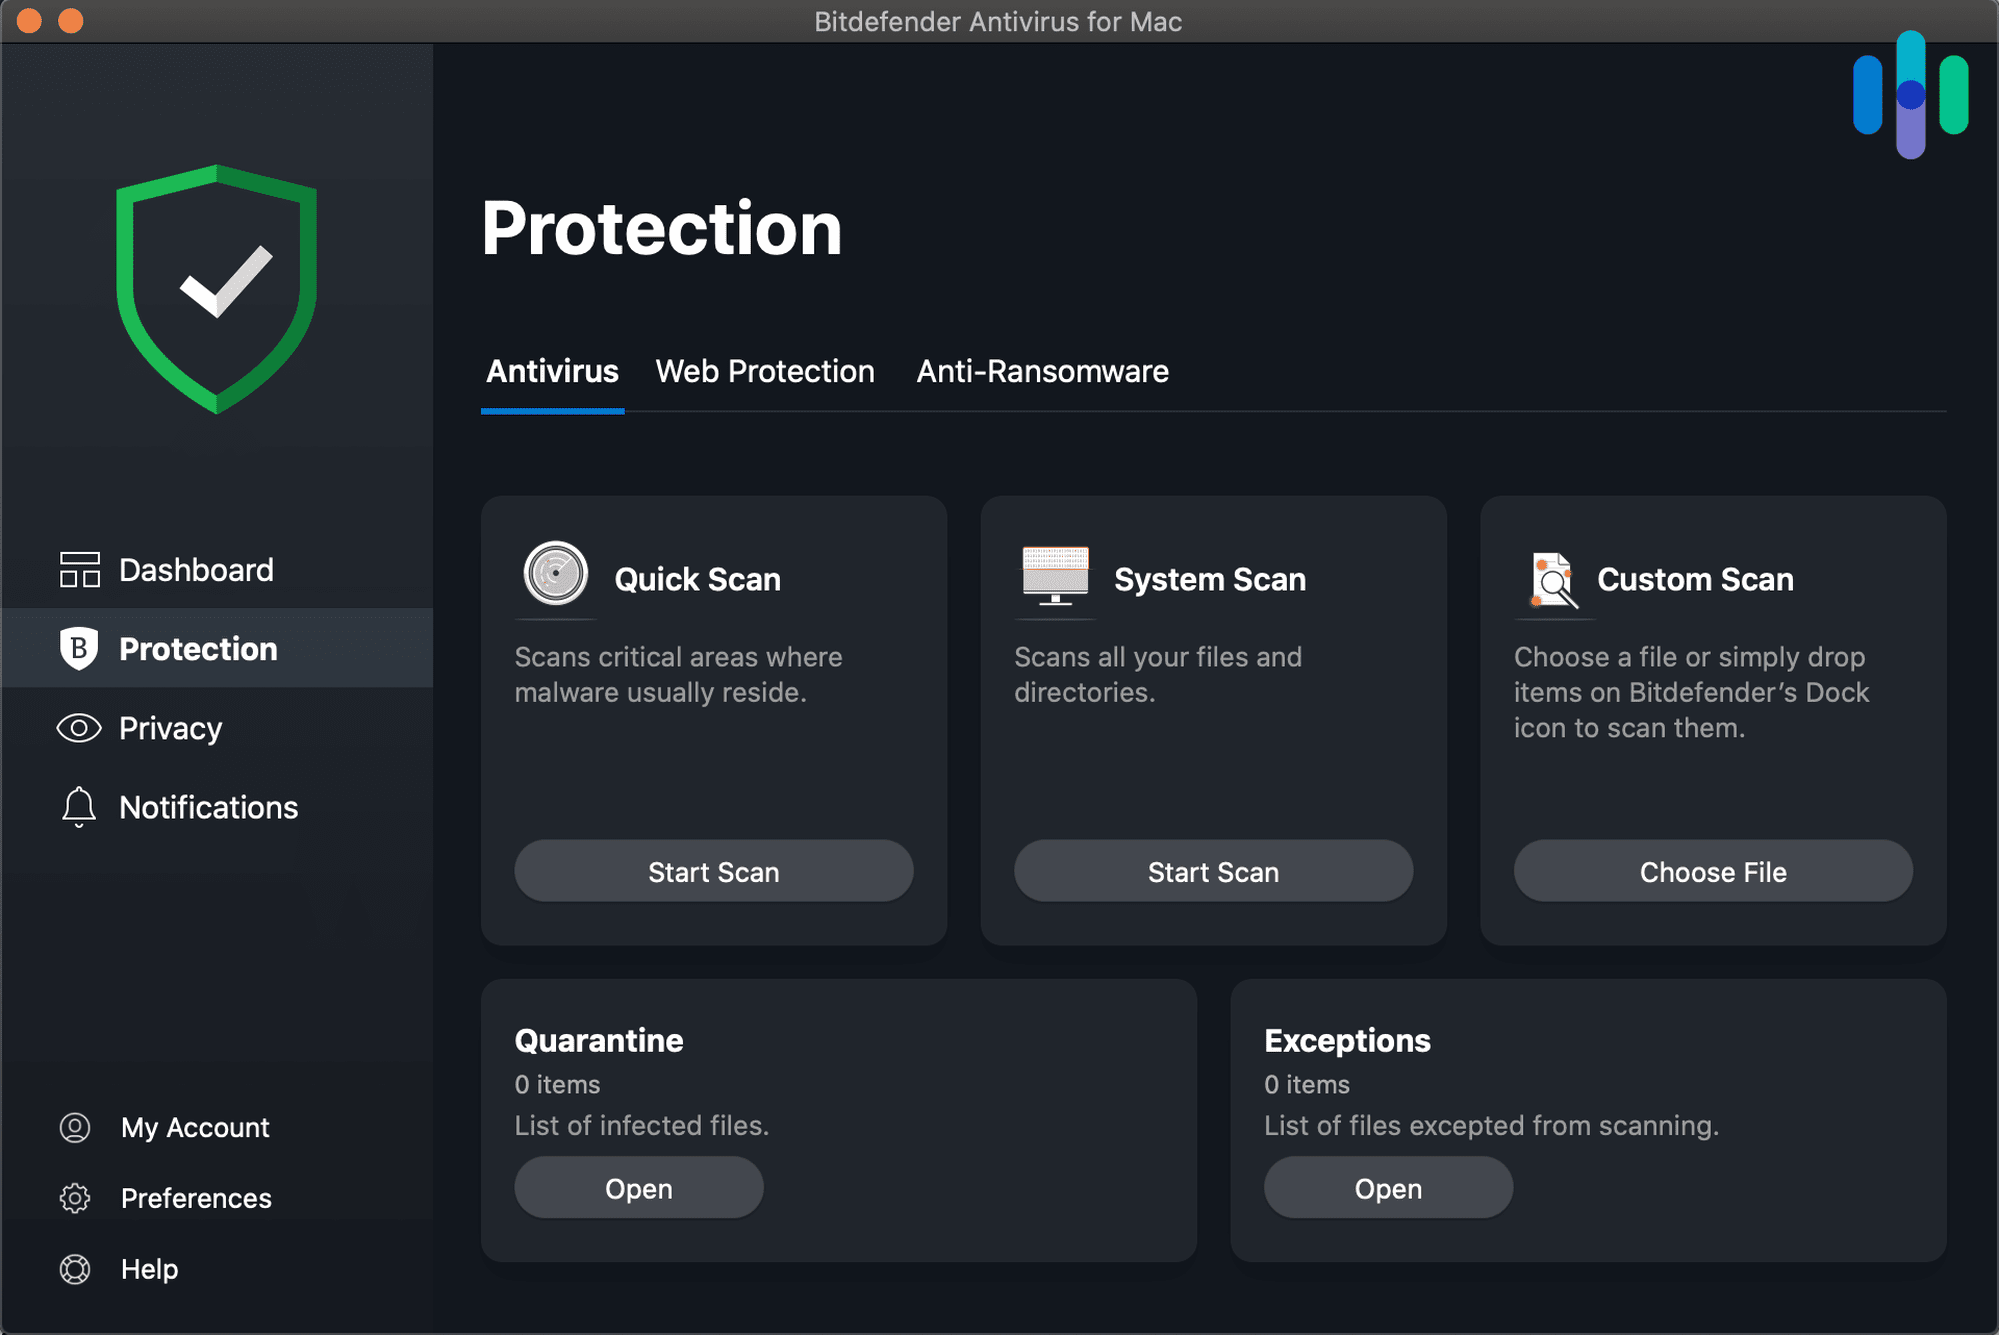 Bitdefender Antivirus for Mac
Protection
Antivirus Web Protection Anti-Ransomware
Dashboard
B Protection
Privacy
Notifications
My Account
Preferences
Help
Quick Scan
Scans critical areas where
malware usually reside.
Start Scan
System Scan
Scans all your files and
directories.
Start Scan
Custom Scan
Choose a file or simply drop
items on Bitdefender’s Dock
icon to scan them.
Choose File
Quarantine
0 items
List of infected files.
Open
Exceptions
0 items
List of files excepted from scanning.
Open